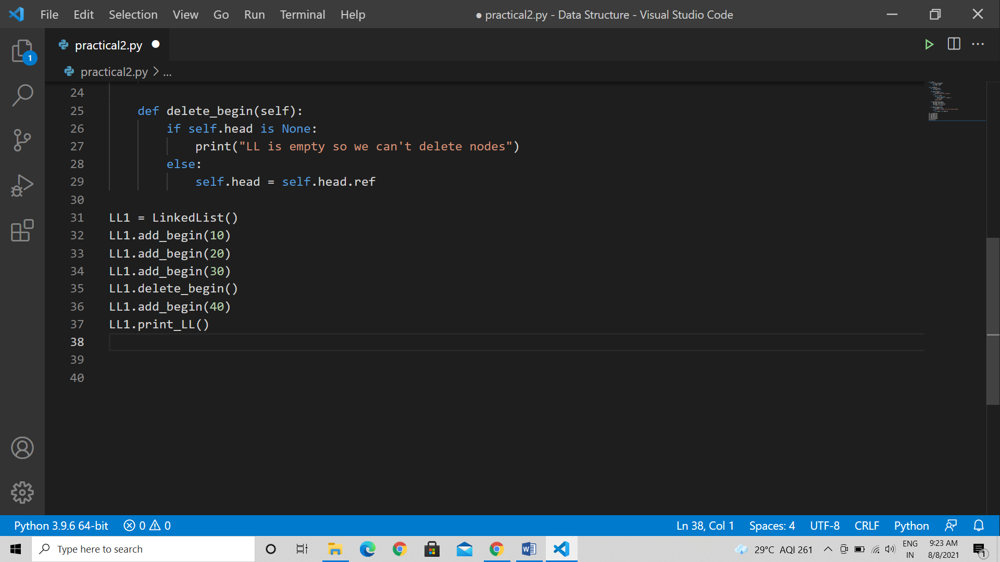 File Edit Selection View Go Run Terminal Help ● practical2.py - Data Structure - Visual Studio Code
1
practical2.py
practical2.py > ...
24
25 def delete_begin(self):
26 if self.head is None:
27 print("LL is empty so we can't delete nodes")
28 else:
29 self.head = self.head.ref
30
31 LL1 = LinkedList()
32 LL1.add_begin(10)
33 LL1.add_begin(20)
34 LL1.add_begin(30)
35 LL1.delete_begin()
36 LL1.add_begin(40)
37 LL1.print_LL()
38
39
40
Python 3.9.6 64-bit 0 0 Ln 38, Col 1 Spaces: 4 UTF-8 CRLF Python
Type here to search 29°C AQI 261 ENG 9:23 AM
IN 8/8/2021 1